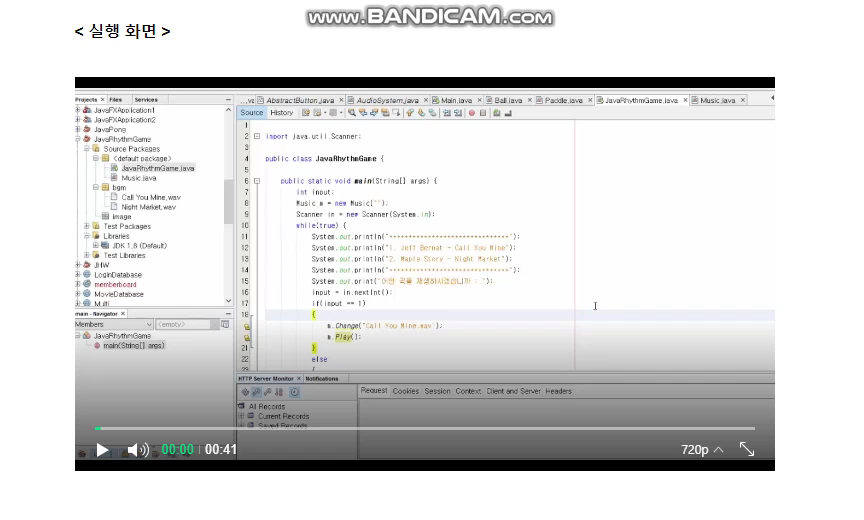 WWW.BANDICAM.COM
< 실행 화면 >
Projects × Files Services
...va AbstractButton.java × AudioSystem.java × Main.java × Ball.java × Paddle.java × JavaRhythmGame.java × Music.java ×
Source History
JavaFXApplication1
JavaFXApplication2
JavaPong
JavaRhythmGame
Source Packages
<default package>
JavaRhythmGame.java
Music.java
bgm
Call You Mine.wav
Night Market.wav
image
Test Packages
Libraries
JDK 1.8 (Default)
Test Libraries
JHW
LoginDatabase
memberboard
MovieDatabase
Multi
main - Navigator ×
Members <empty>
JavaRhythmGame
main(String[] args)
1
2 import java.util.Scanner;
3
4 public class JavaRhythmGame {
5
6 public static void main(String[] args) {
7 int input;
8 Music m = new Music("");
9 Scanner in = new Scanner(System.in);
10 while(true) {
11 System.out.println("*******************************");
12 System.out.println("1. Jeff Bernat - Call You Mine");
13 System.out.println("2. Maple Story - Night Market");
14 System.out.println("*******************************");
15 System.out.print("어떤 곡을 재생하시겠습니까 : ");
16 input = in.nextInt();
17 if(input == 1)
18 {
m.Change("Call You Mine.wav");
m.Play();
21 }
22 else
23 {
HTTP Server Monitor × Notifications
All Records
Current Records
Saved Records
Request Cookies Session Context Client and Server Headers
00:00 | 00:41
720p